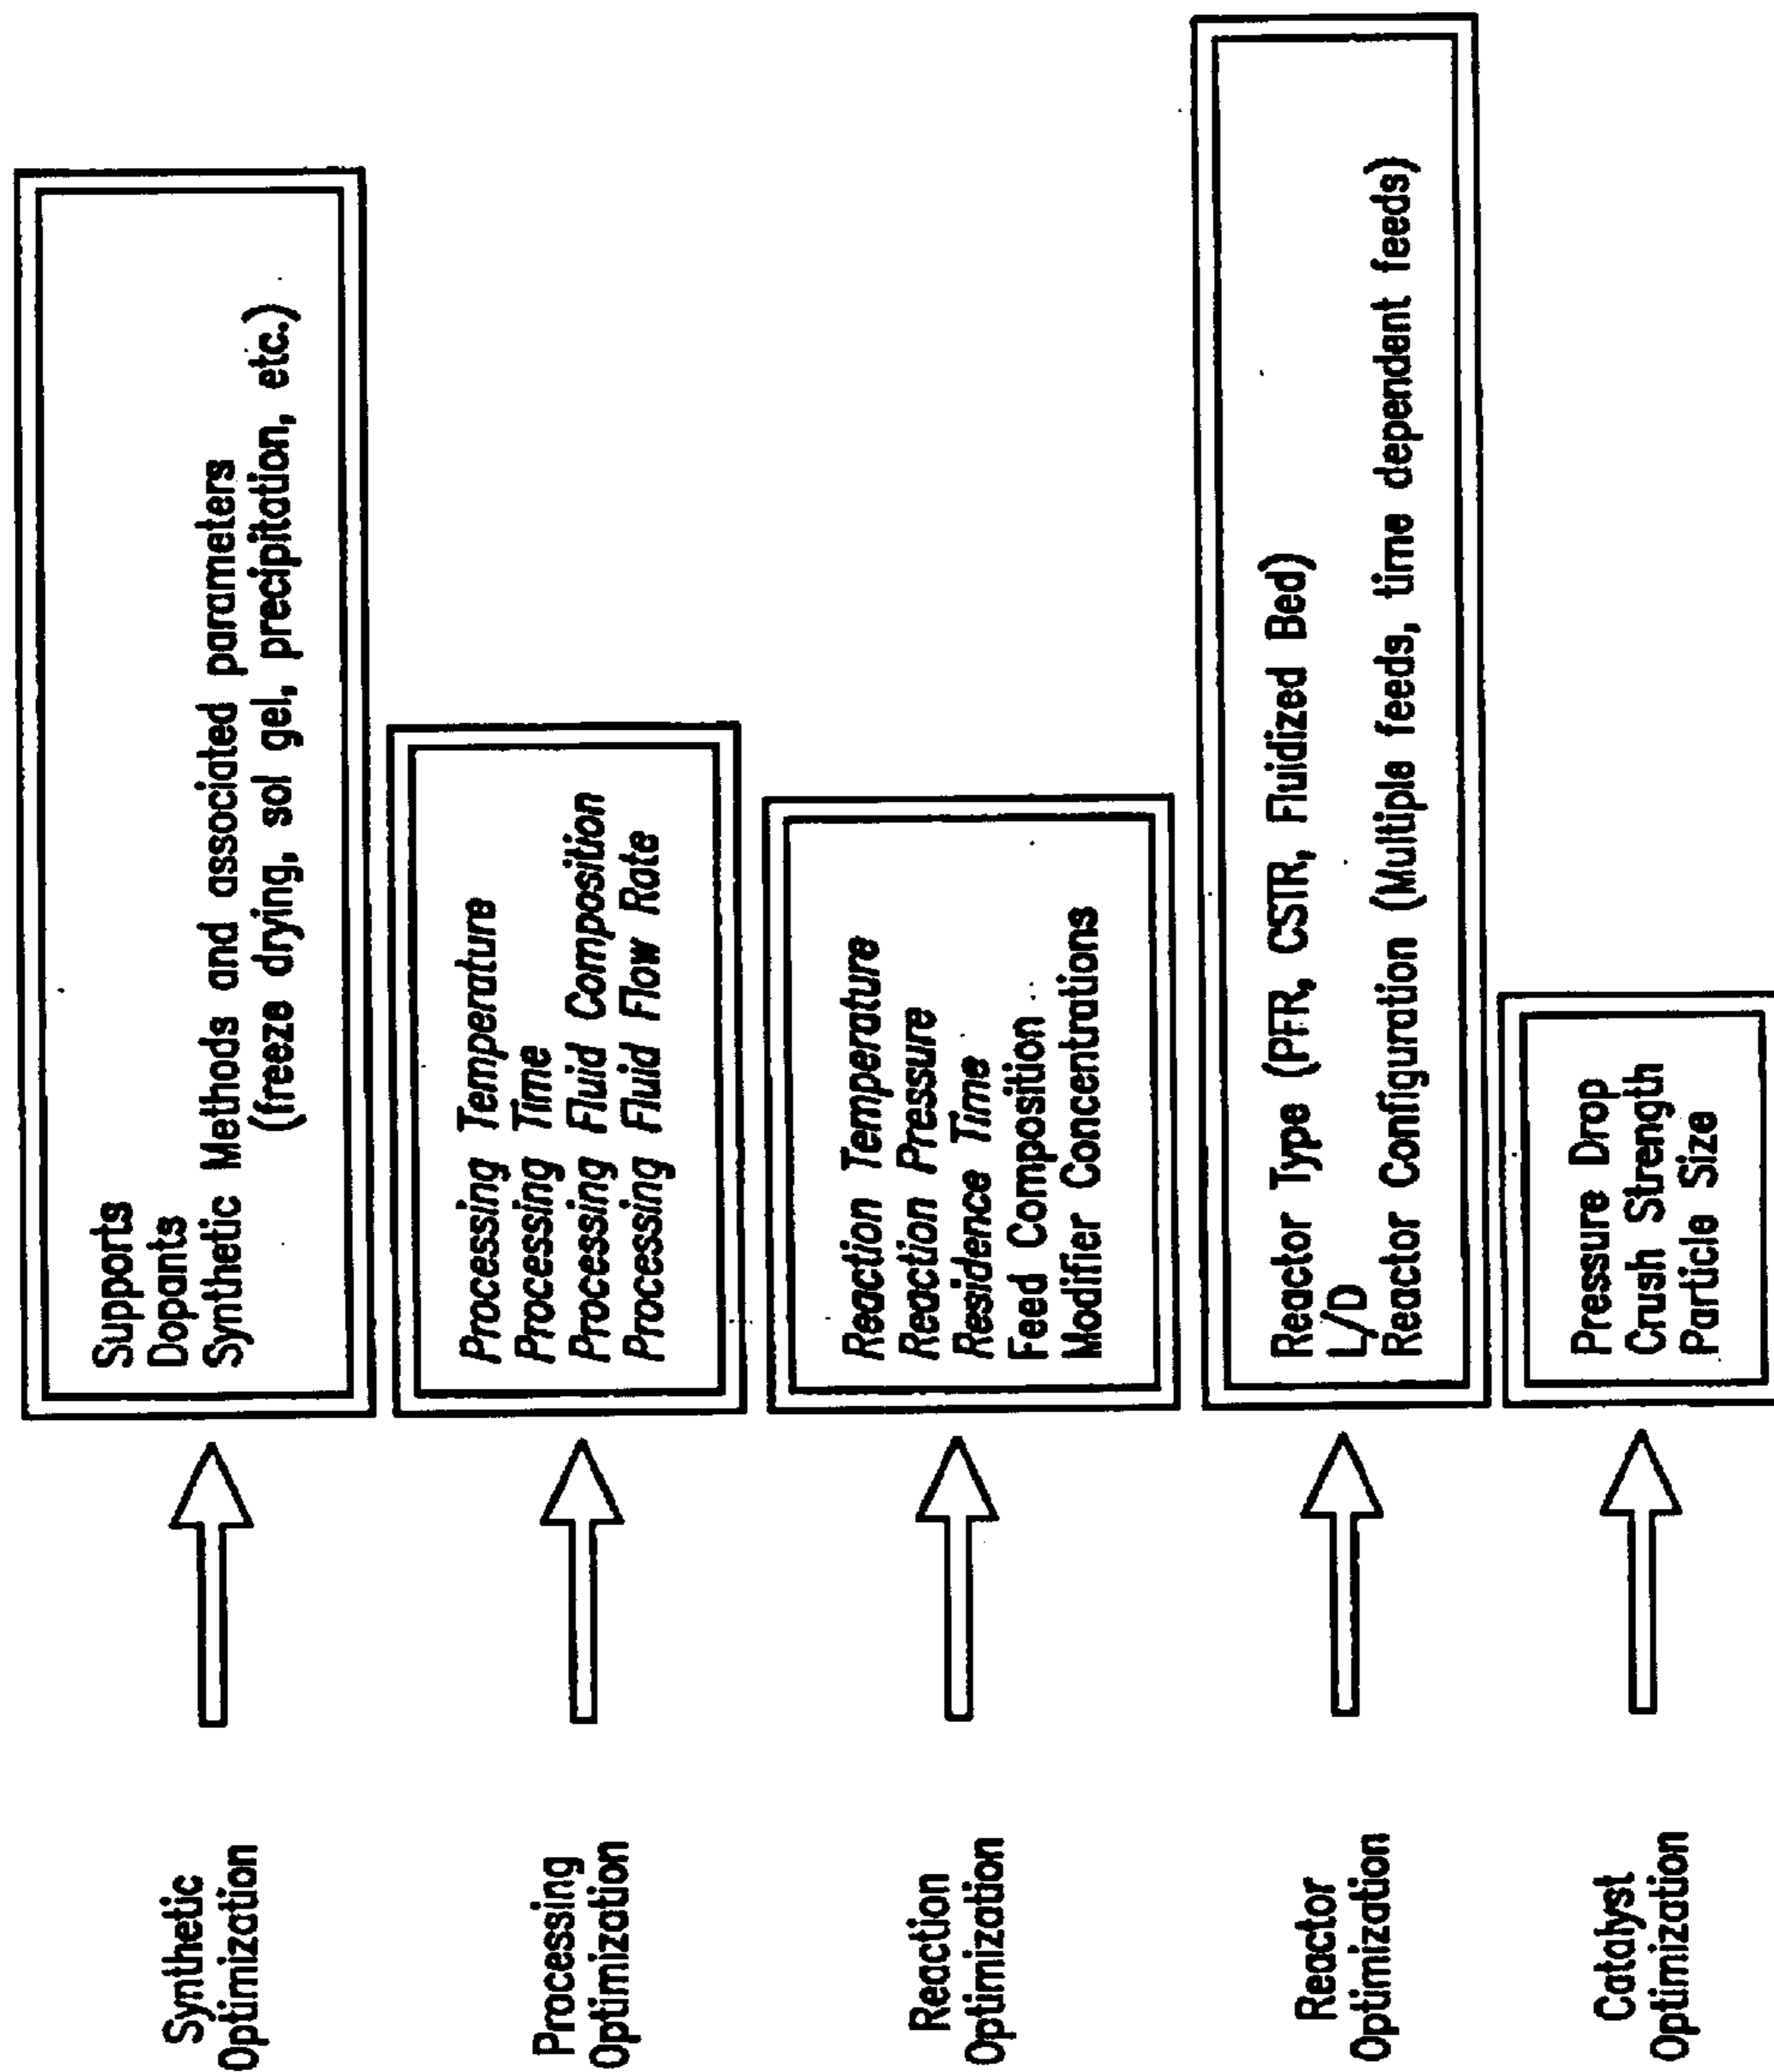 Synthetic
Optimization
Supports
Dopants
Synthetic Methods and associated parameters
(freeze drying, sol gel, precipitation, etc.)
Processing
Optimization
Processing Temperature
Processing Time
Processing Fluid Composition
Processing Fluid Flow Rate
Reaction
Optimization
Reaction Temperature
Reaction Pressure
Residence Time
Feed Composition
Modifier Concentrations
Reactor
Optimization
Reactor Type (PFR, CSTR, Fluidized Bed)
L/D
Reactor Configuration (Multiple feeds, time dependent feeds)
Catalyst
Optimization
Pressure Drop
Crush Strength
Particle Size